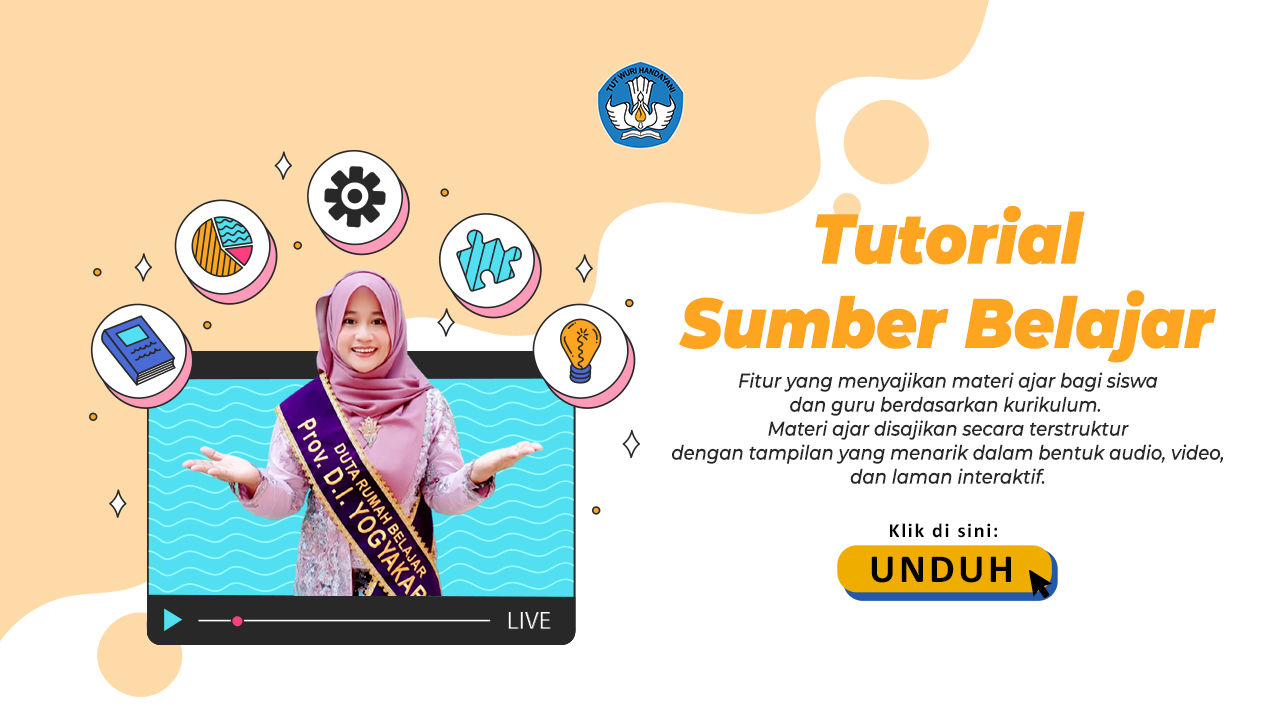 TUT WURI HANDAYANI
Tutorial
Sumber Belajar
Fitur yang menyajikan materi ajar bagi siswa
dan guru berdasarkan kurikulum.
Materi ajar disajikan secara terstruktur
dengan tampilan yang menarik dalam bentuk audio, video,
dan laman interaktif.
Klik di sini:
UNDUH
DUTA RUMAH BELAJAR
Prov. D.I. YOGYAKAR
LIVE